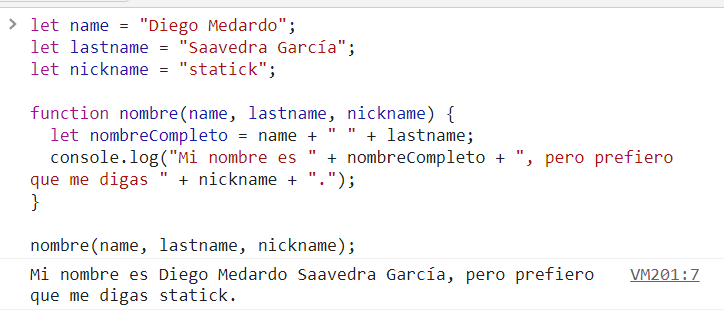 > let name = "Diego Medardo";
let lastname = "Saavedra García";
let nickname = "statick";

function nombre(name, lastname, nickname) {
  let nombreCompleto = name + " " + lastname;
  console.log("Mi nombre es " + nombreCompleto + ", pero prefiero
que me digas " + nickname + ".");
}

nombre(name, lastname, nickname);
Mi nombre es Diego Medardo Saavedra García, pero prefiero VM201:7
que me digas statick.